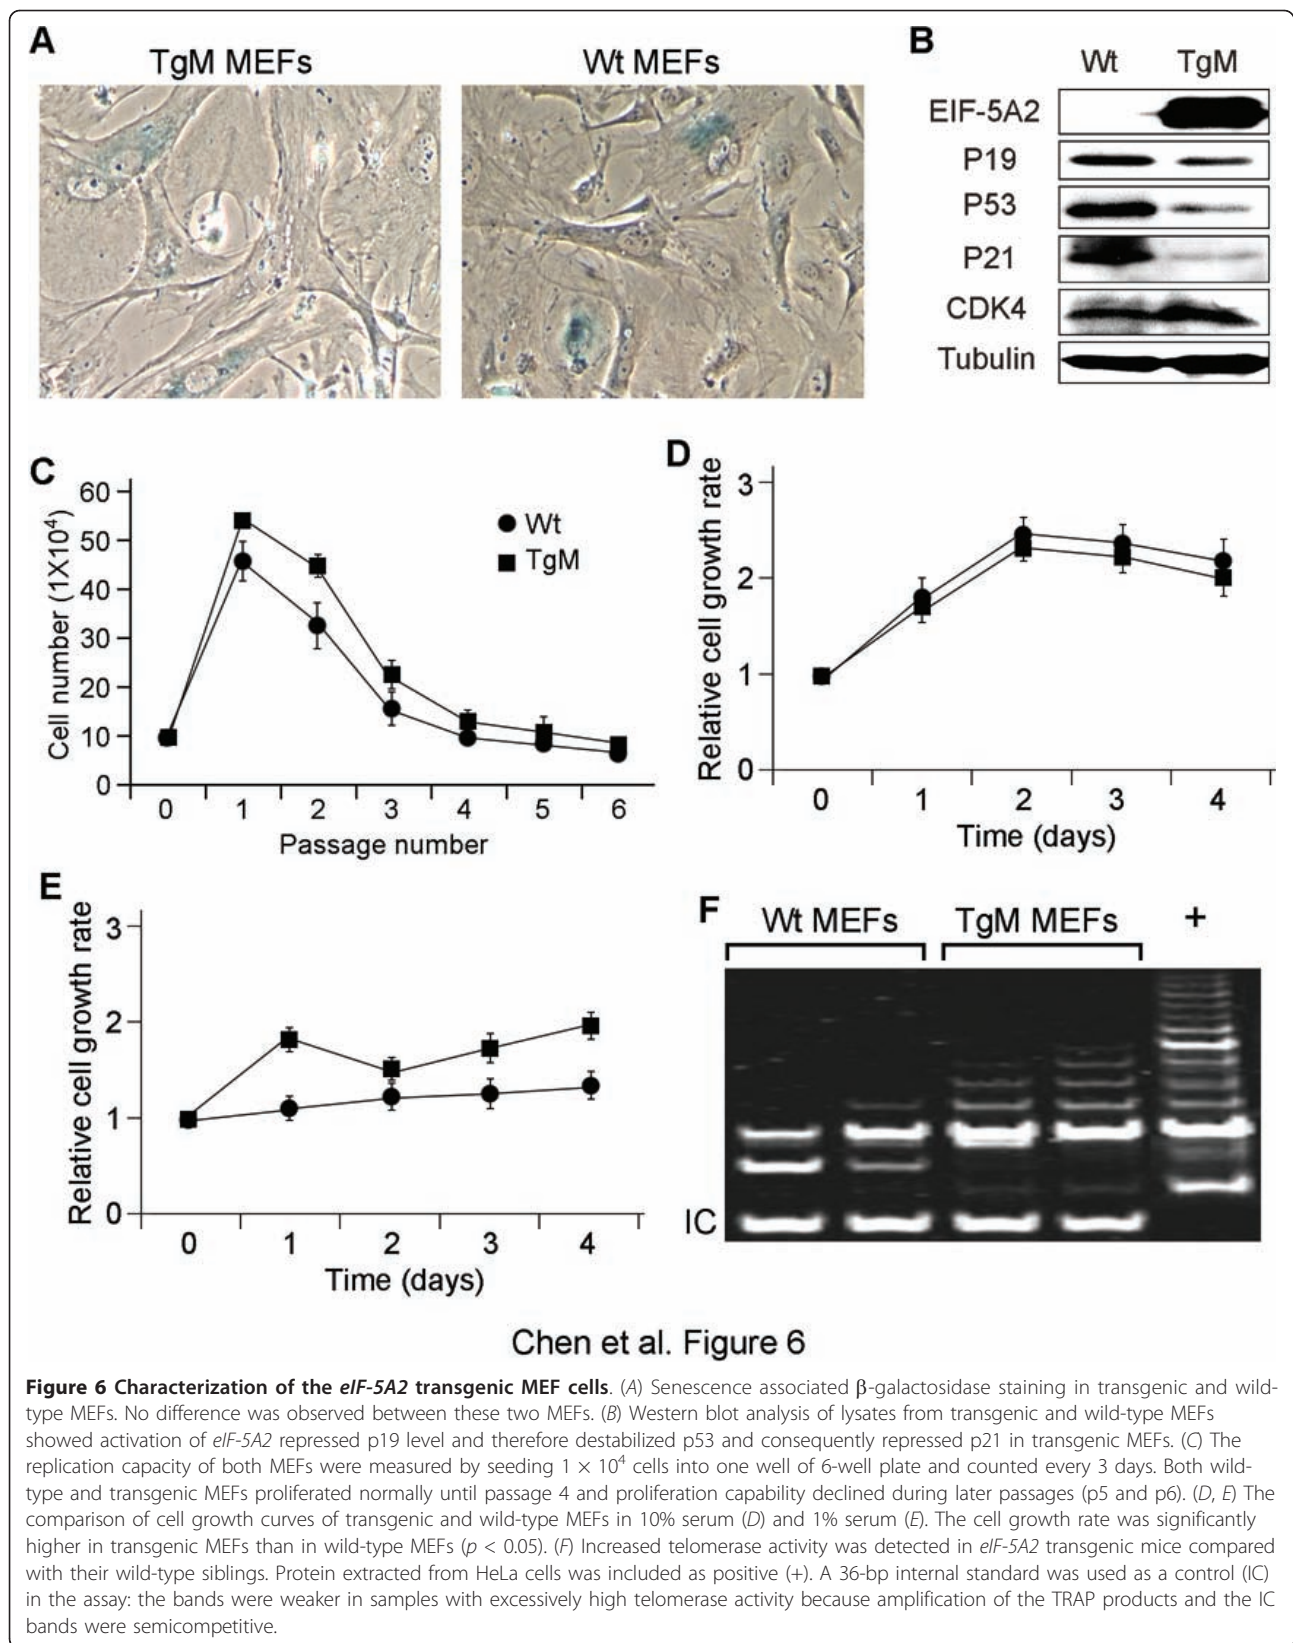 A
TgM MEFs
Wt MEFs
B
Wt TgM
EIF-5A2
P19
P53
P21
CDK4
Tubulin
C
Cell number (1X10⁴)
60
50
40
30
20
10
0
Wt
TgM
0 1 2 3 4 5 6
Passage number
D
Relative cell growth rate
3
2
1
0
0 1 2 3 4
Time (days)
E
Relative cell growth rate
3
2
1
0
0 1 2 3 4
Time (days)
F
Wt MEFs TgM MEFs +
IC
Chen et al. Figure 6
Figure 6 Characterization of the eIF-5A2 transgenic MEF cells. (A) Senescence associated β-galactosidase staining in transgenic and wild-
type MEFs. No difference was observed between these two MEFs. (B) Western blot analysis of lysates from transgenic and wild-type MEFs
showed activation of eIF-5A2 repressed p19 level and therefore destabilized p53 and consequently repressed p21 in transgenic MEFs. (C) The
replication capacity of both MEFs were measured by seeding 1 × 10⁴ cells into one well of 6-well plate and counted every 3 days. Both wild-
type and transgenic MEFs proliferated normally until passage 4 and proliferation capability declined during later passages (p5 and p6). (D, E) The
comparison of cell growth curves of transgenic and wild-type MEFs in 10% serum (D) and 1% serum (E). The cell growth rate was significantly
higher in transgenic MEFs than in wild-type MEFs (p < 0.05). (F) Increased telomerase activity was detected in eIF-5A2 transgenic mice compared
with their wild-type siblings. Protein extracted from HeLa cells was included as positive (+). A 36-bp internal standard was used as a control (IC)
in the assay: the bands were weaker in samples with excessively high telomerase activity because amplification of the TRAP products and the IC
bands were semicompetitive.